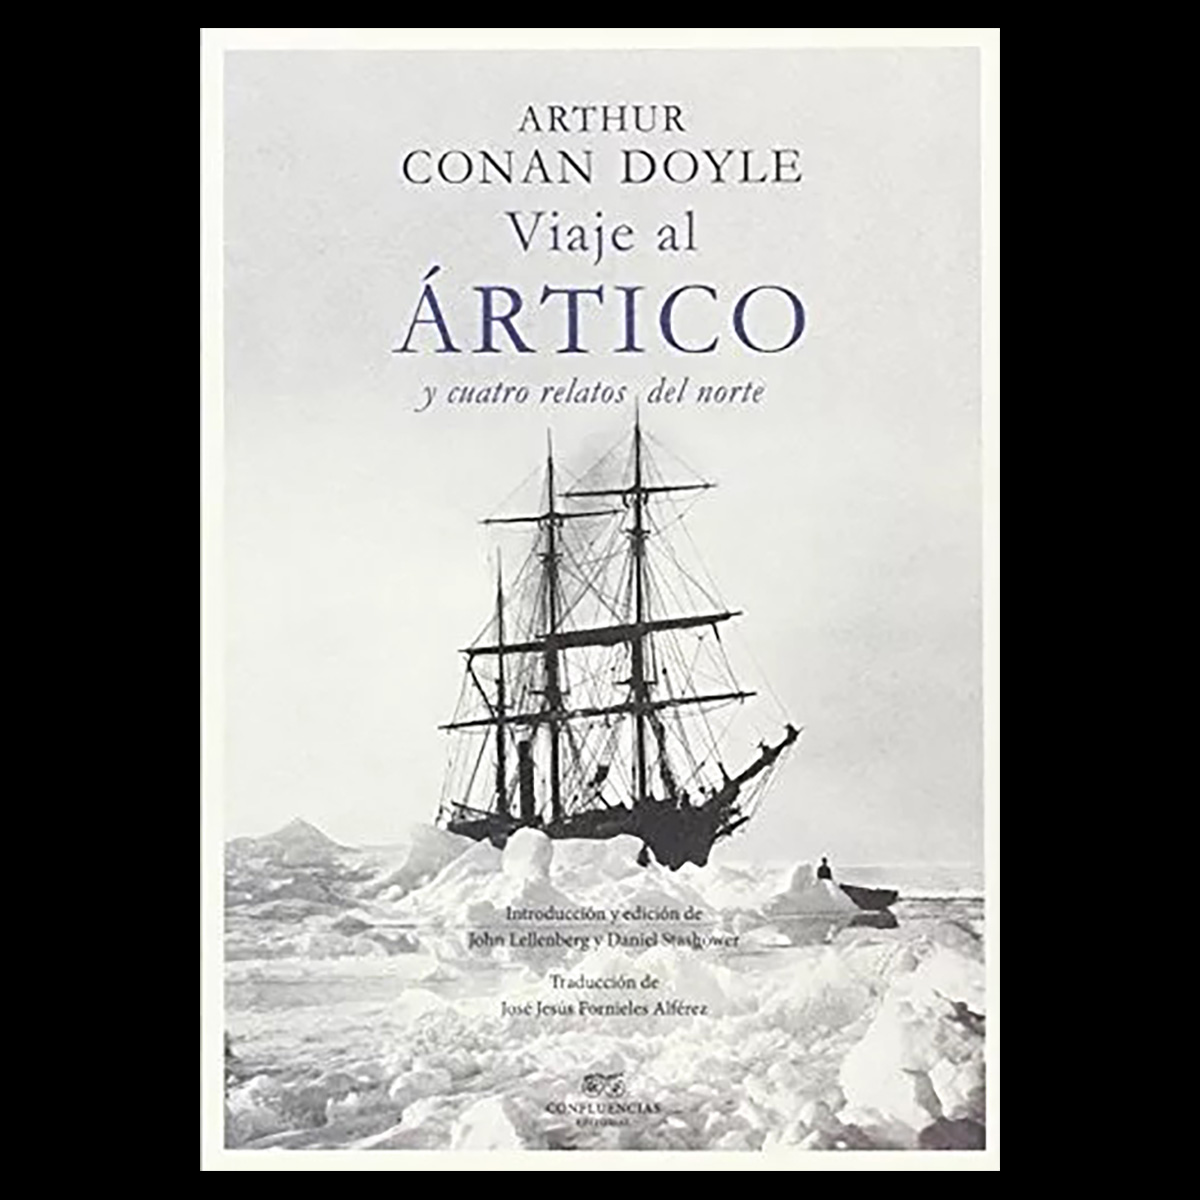 ARTHUR
CONAN DOYLE
Viaje al
ÁRTICO
y cuatro relatos del norte
Introducción y edición de
John Lellenberg y Daniel Stashower
Traducción de
José Jesús Fornieles Alférez
CONFLUENCIAS
EDITORIAL